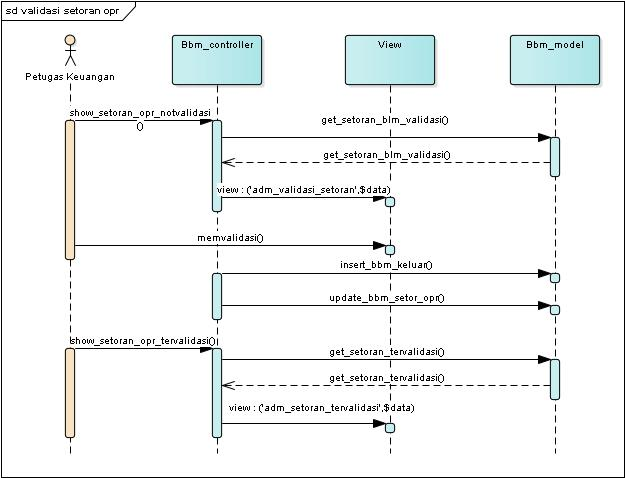 sd validasi setoran opr
Bbm_controller
View
Bbm_model
Petugas Keuangan
show_setoran_opr_notvalidasi
()
get_setoran_blm_validasi()
get_setoran_blm_validasi()
view : ('adm_validasi_setoran',$data)
memvalidasi()
insert_bbm_keluar()
update_bbm_setor_opr()
show_setoran_opr_tervalidasi()
get_setoran_tervalidasi()
get_setoran_tervalidasi()
view : ('adm_setoran_tervalidasi',$data)